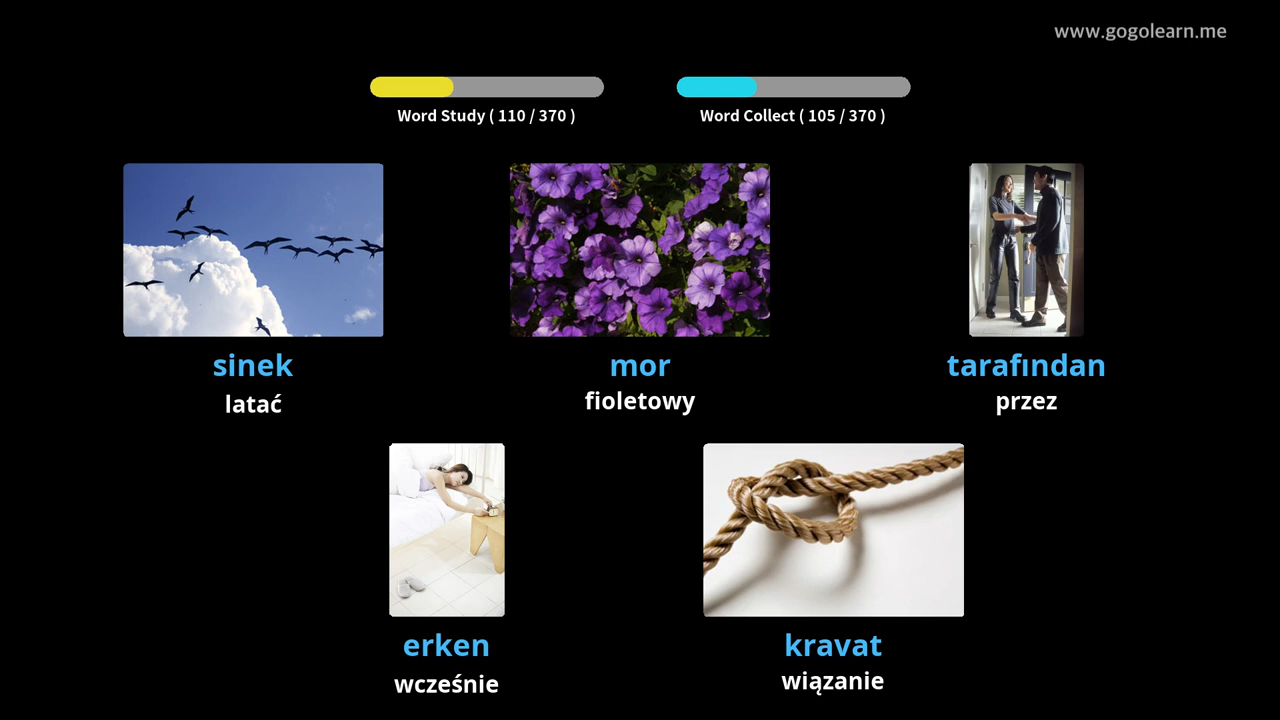 www.gogolearn.me
Word Study ( 110 / 370 )
Word Collect ( 105 / 370 )
sinek
latać
mor
fioletowy
tarafından
przez
erken
wcześnie
kravat
wiązanie